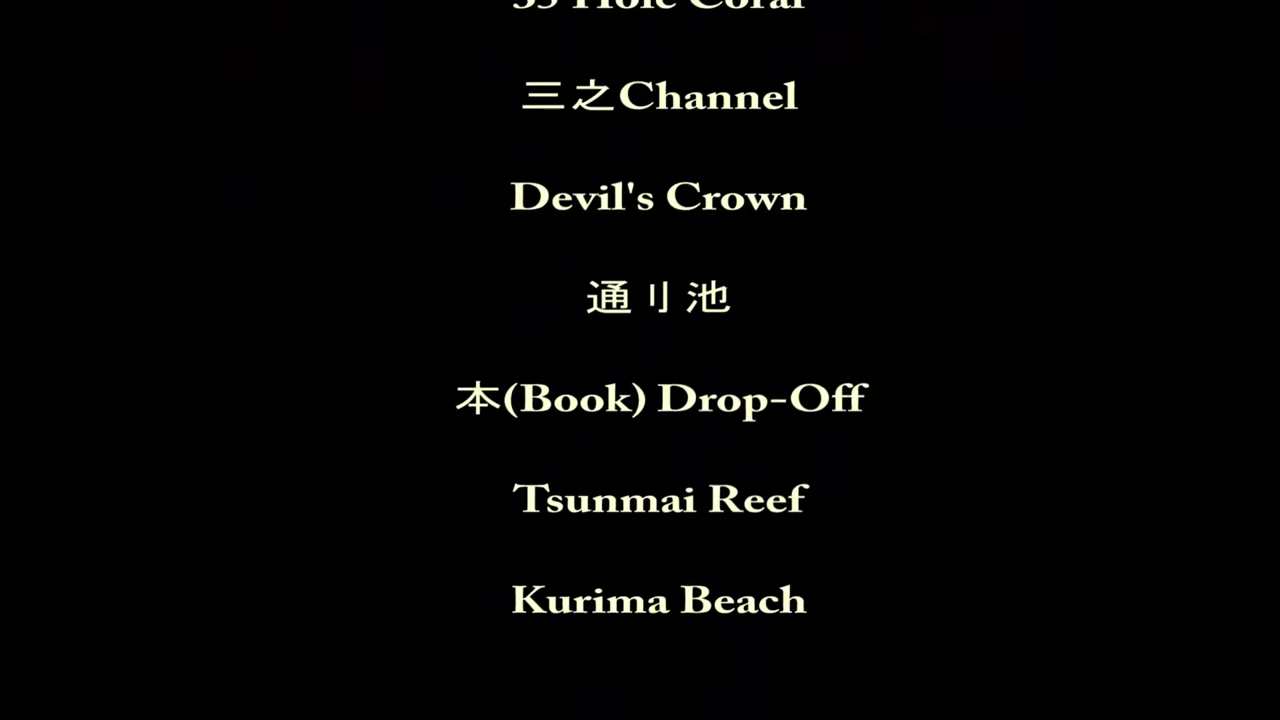 三之Channel
Devil's Crown
通り池
本(Book) Drop-Off
Tsunmai Reef
Kurima Beach